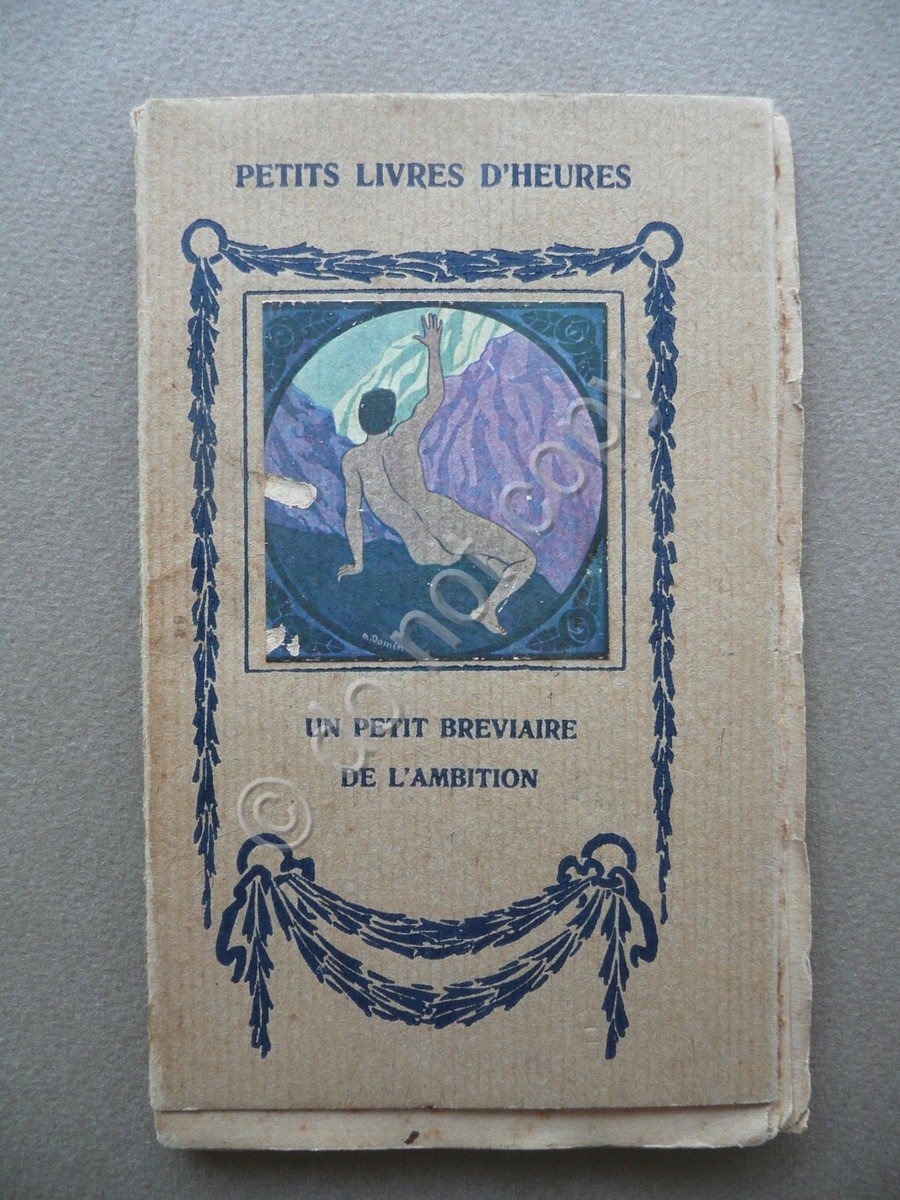 PETITS LIVRES D'HEURES
UN PETIT BREVIAIRE
DE L'AMBITION